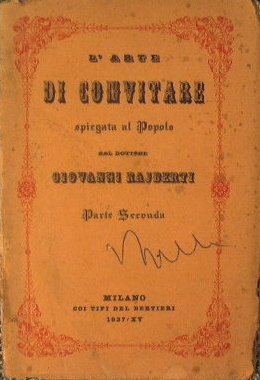 L'ARTE
DI CONVITARE
spiegata al Popolo
DAL DOTTORE
GIOVANNI RAJBERTI
Parte Seconda
MILANO
COI TIPI DEL BERTIERI
1937/XV